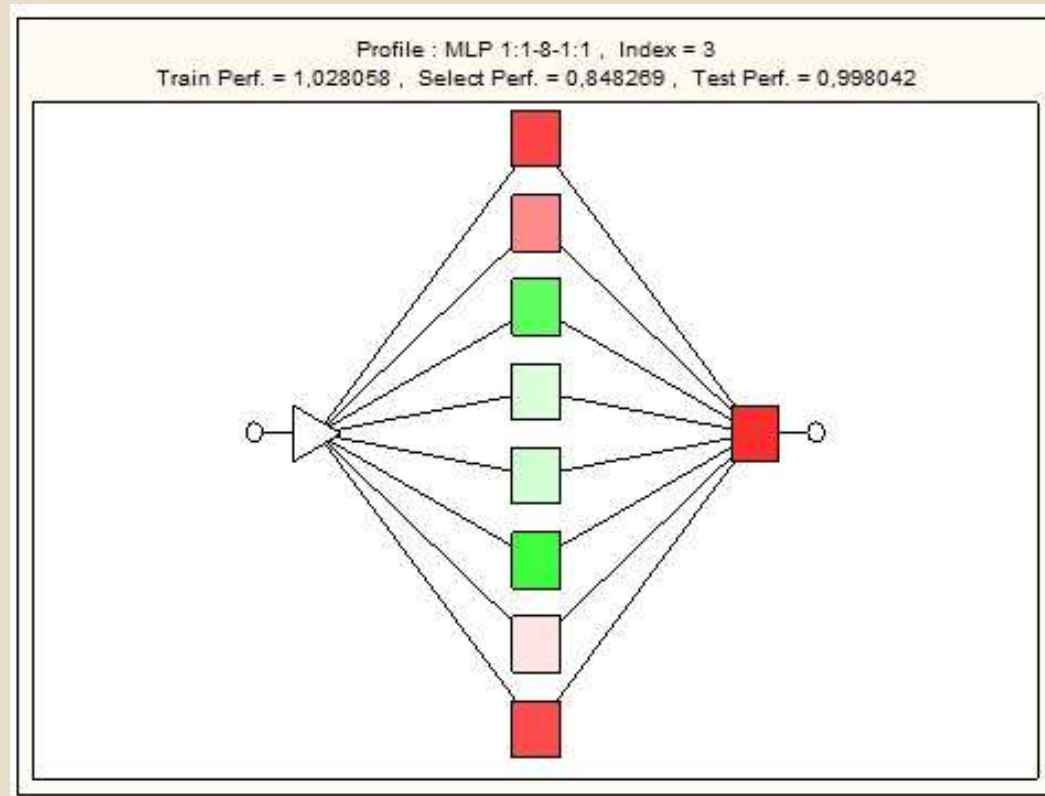 Profile : MLP 1:1-8-1:1 , Index = 3
Train Perf. = 1,028058 , Select Perf. = 0,848269 , Test Perf. = 0,998042